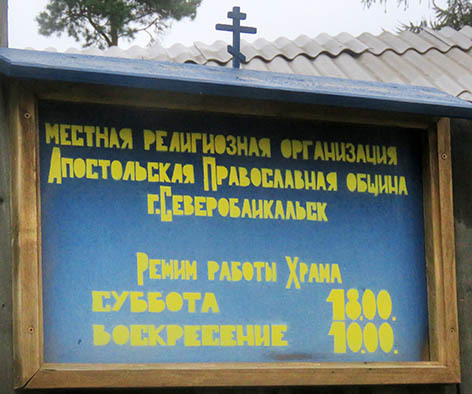 местная религиозная организация
Апостольская Православная община
г.Северобайкальск
Режим работы Храма
суббота 18.00.
воскресение 10.00.